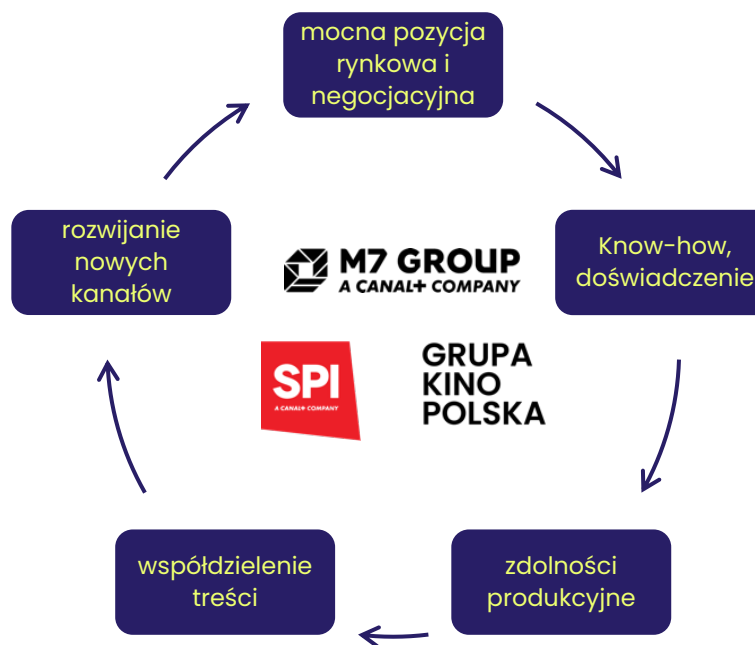 mocna pozycja
rynkowa i
negocjacyjna
rozwijanie
nowych
kanałów
Know-how,
doświadczenie
M7 GROUP
A CANAL+ COMPANY
SPI
A CANAL+ COMPANY
GRUPA
KINO
POLSKA
współdzielenie
treści
zdolności
produkcyjne